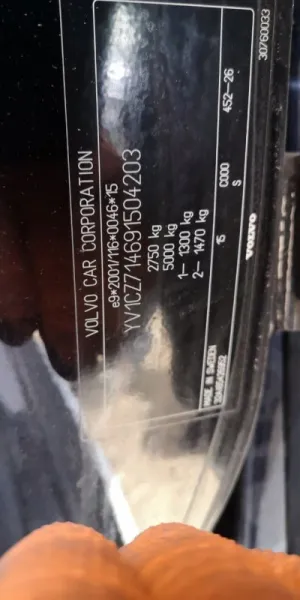 VOLVO CAR CORPORATION
e9*2001/116*0046*15
YV1CZ714691504203
2750 kg
5000 kg
1– 1300 kg
2– 1470 kg
15 C000 452–26
S
MADE IN SWEDEN
VOLVO
30760033